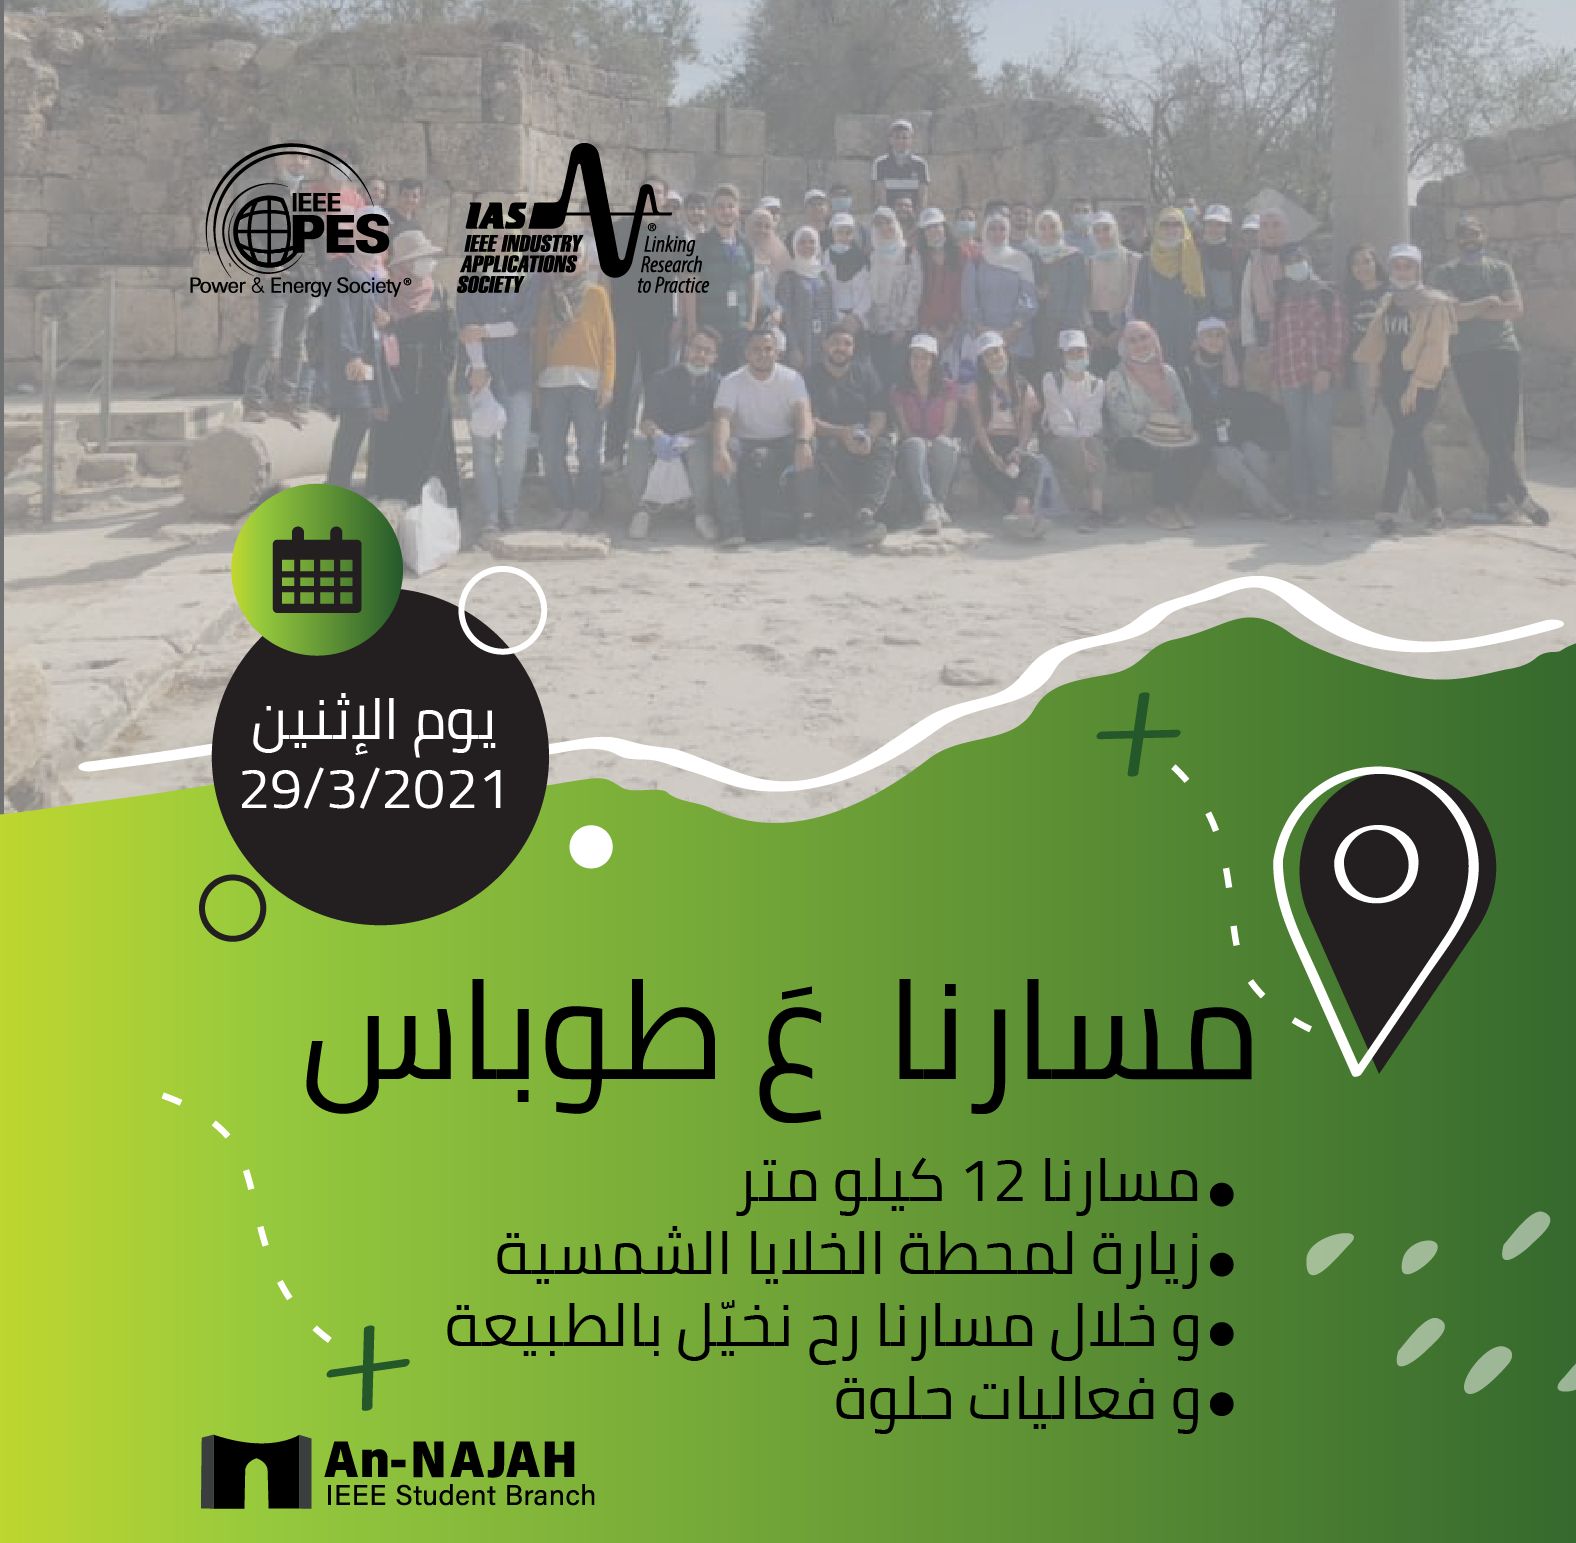 IEEE
PES
Power & Energy Society®
IAS
IEEE INDUSTRY
APPLICATIONS
SOCIETY
®
Linking
Research
to Practice
يوم الإثنين
29/3/2021
مسارنا عَ طوباس
• مسارنا 12 كيلو متر
• زيارة لمحطة الخلايا الشمسية
• و خلال مسارنا رح نخيّل بالطبيعة
• و فعاليات حلوة
An-NAJAH
IEEE Student Branch